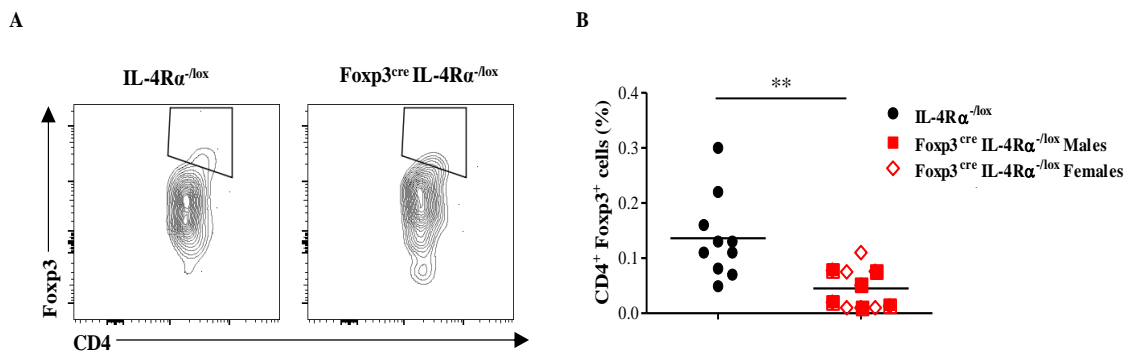 A
B
IL-4Rα⁻/ˡᵒˣ
Foxp3ᶜʳᵉ IL-4Rα⁻/ˡᵒˣ
Foxp3
CD4
CD4⁺ Foxp3⁺ cells (%)
0.4
0.3
0.2
0.1
0.0
**
IL-4Rα⁻/ˡᵒˣ
Foxp3ᶜʳᵉ IL-4Rα⁻/ˡᵒˣ Males
Foxp3ᶜʳᵉ IL-4Rα⁻/ˡᵒˣ Females